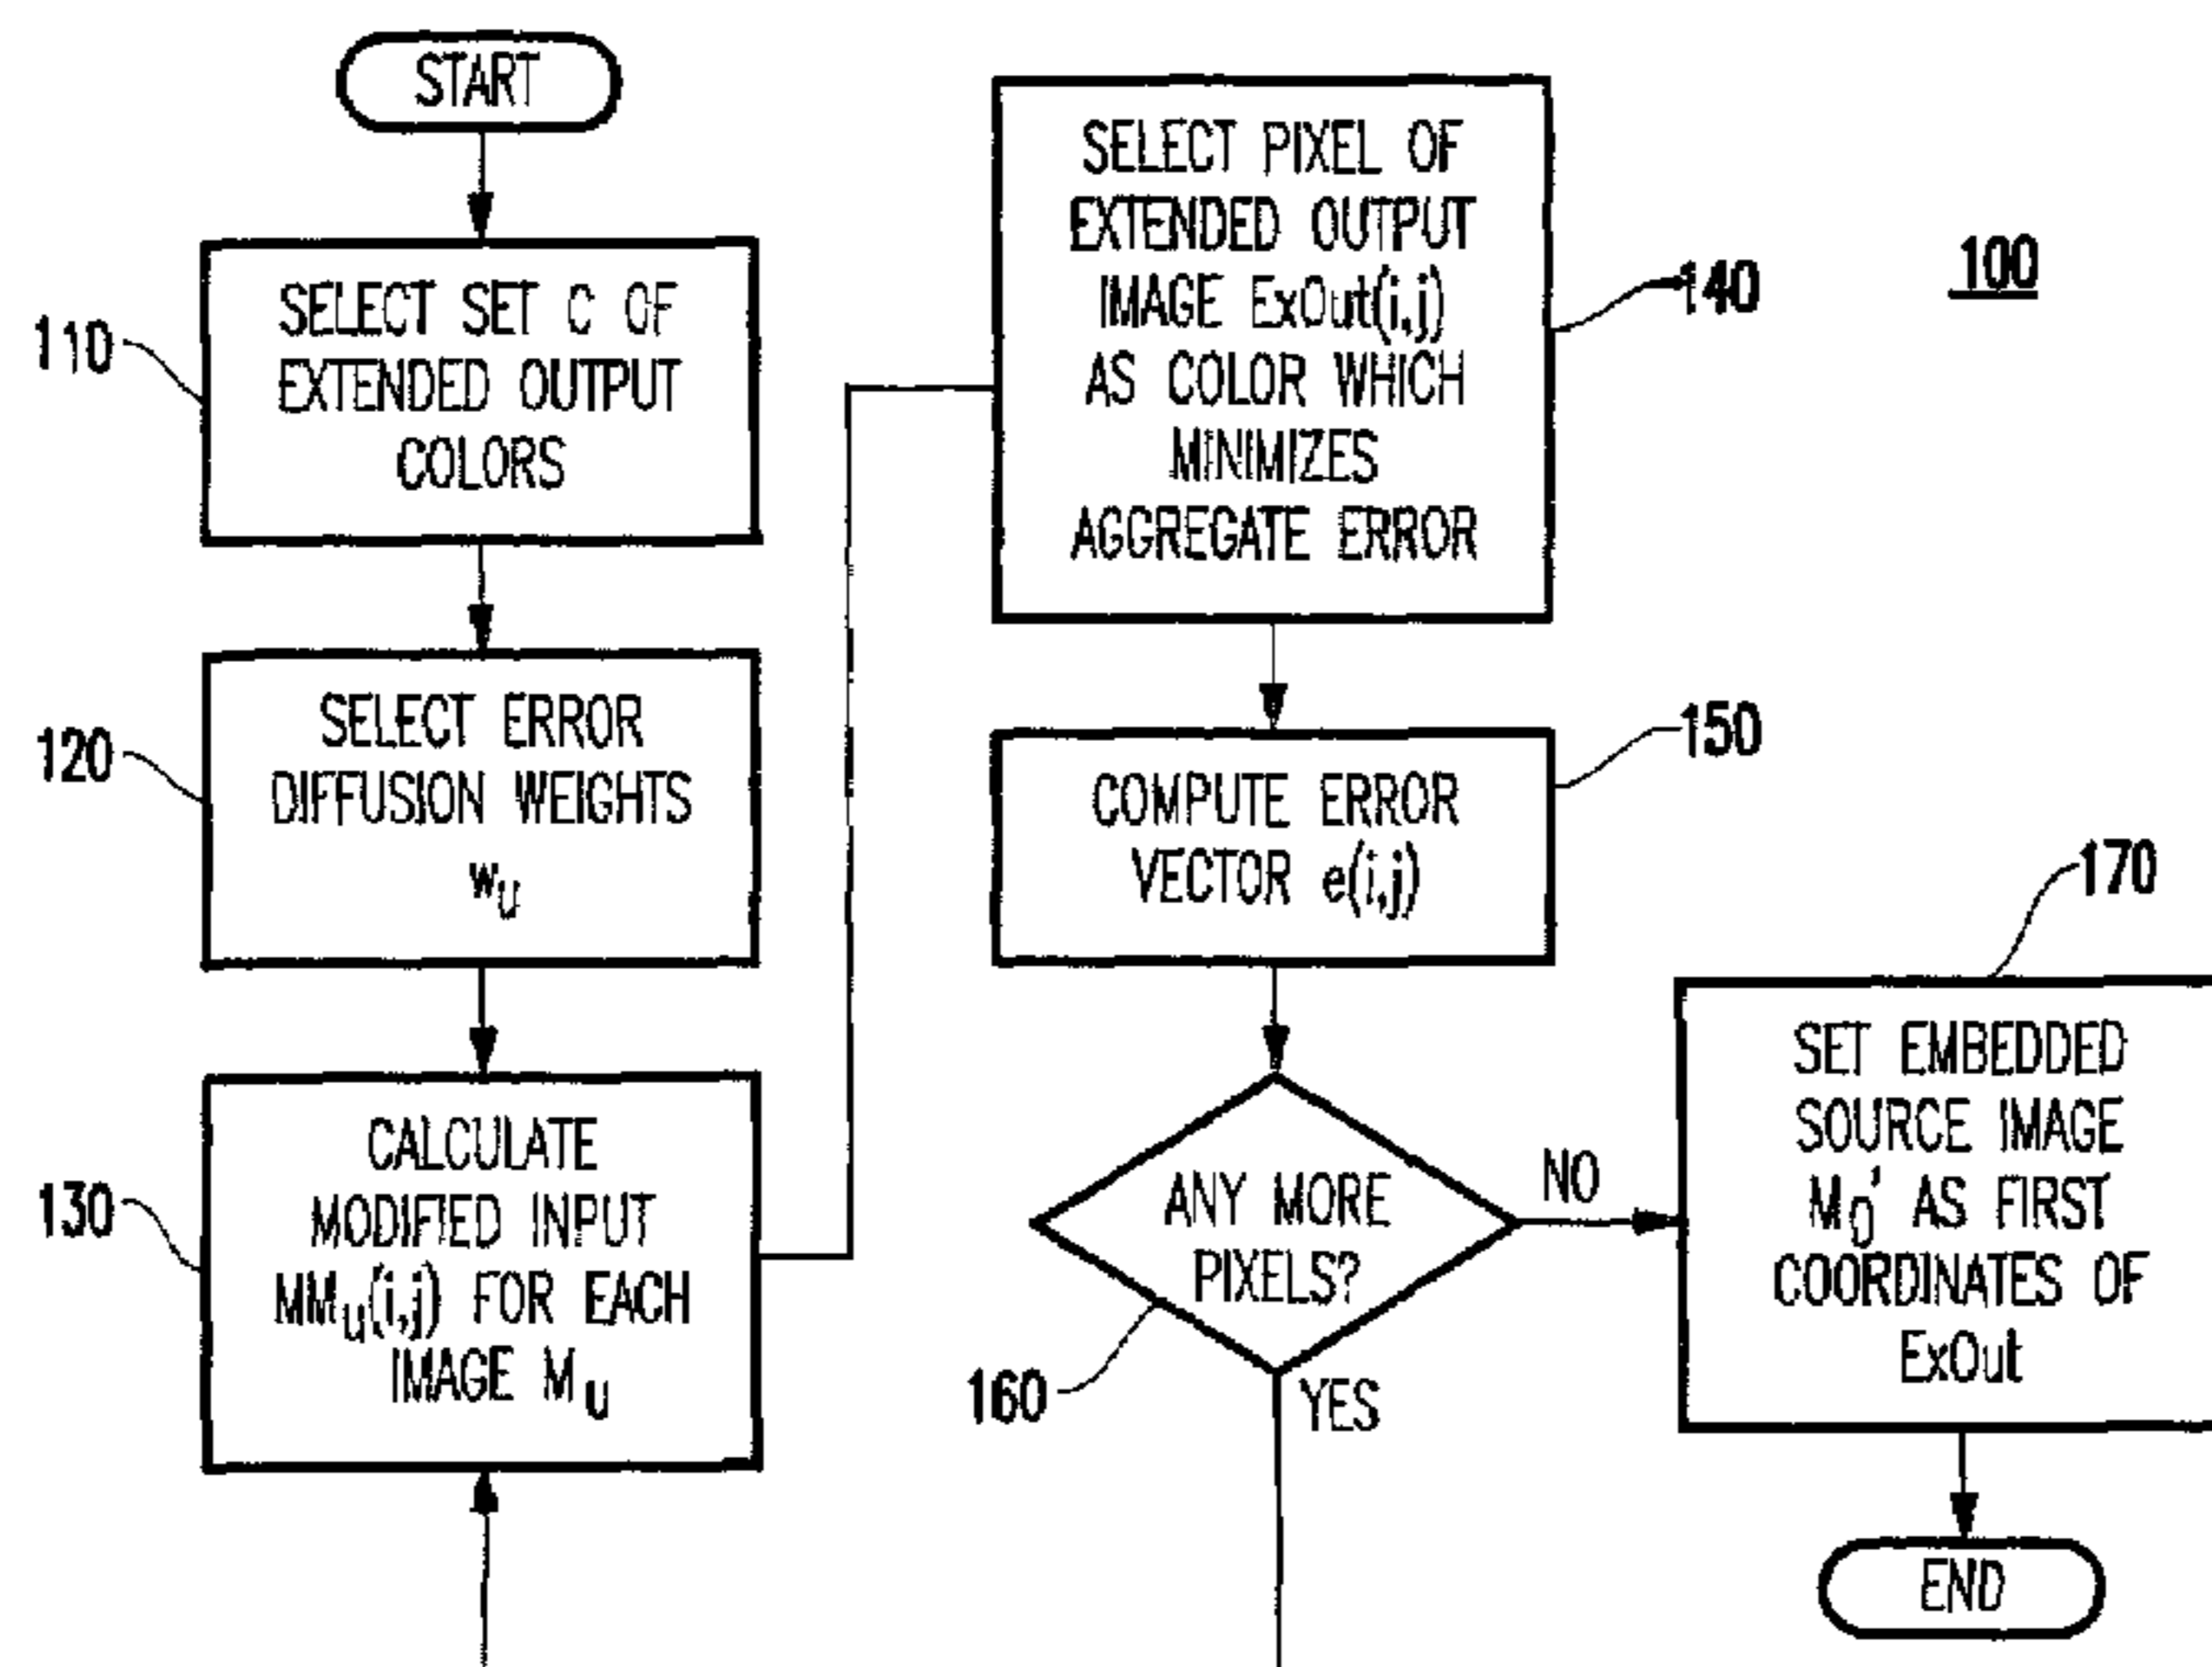 START
110
SELECT SET C OF
EXTENDED OUTPUT
COLORS
120
SELECT ERROR
DIFFUSION WEIGHTS
wU
130
CALCULATE
MODIFIED INPUT
MMU(i,j) FOR EACH
IMAGE MU
SELECT PIXEL OF
EXTENDED OUTPUT
IMAGE ExOut(i,j)
AS COLOR WHICH
MINIMIZES
AGGREGATE ERROR
140
100
COMPUTE ERROR
VECTOR e(i,j)
150
ANY MORE
PIXELS?
160
YES
NO
170
SET EMBEDDED
SOURCE IMAGE
M0' AS FIRST
COORDINATES OF
ExOut
END